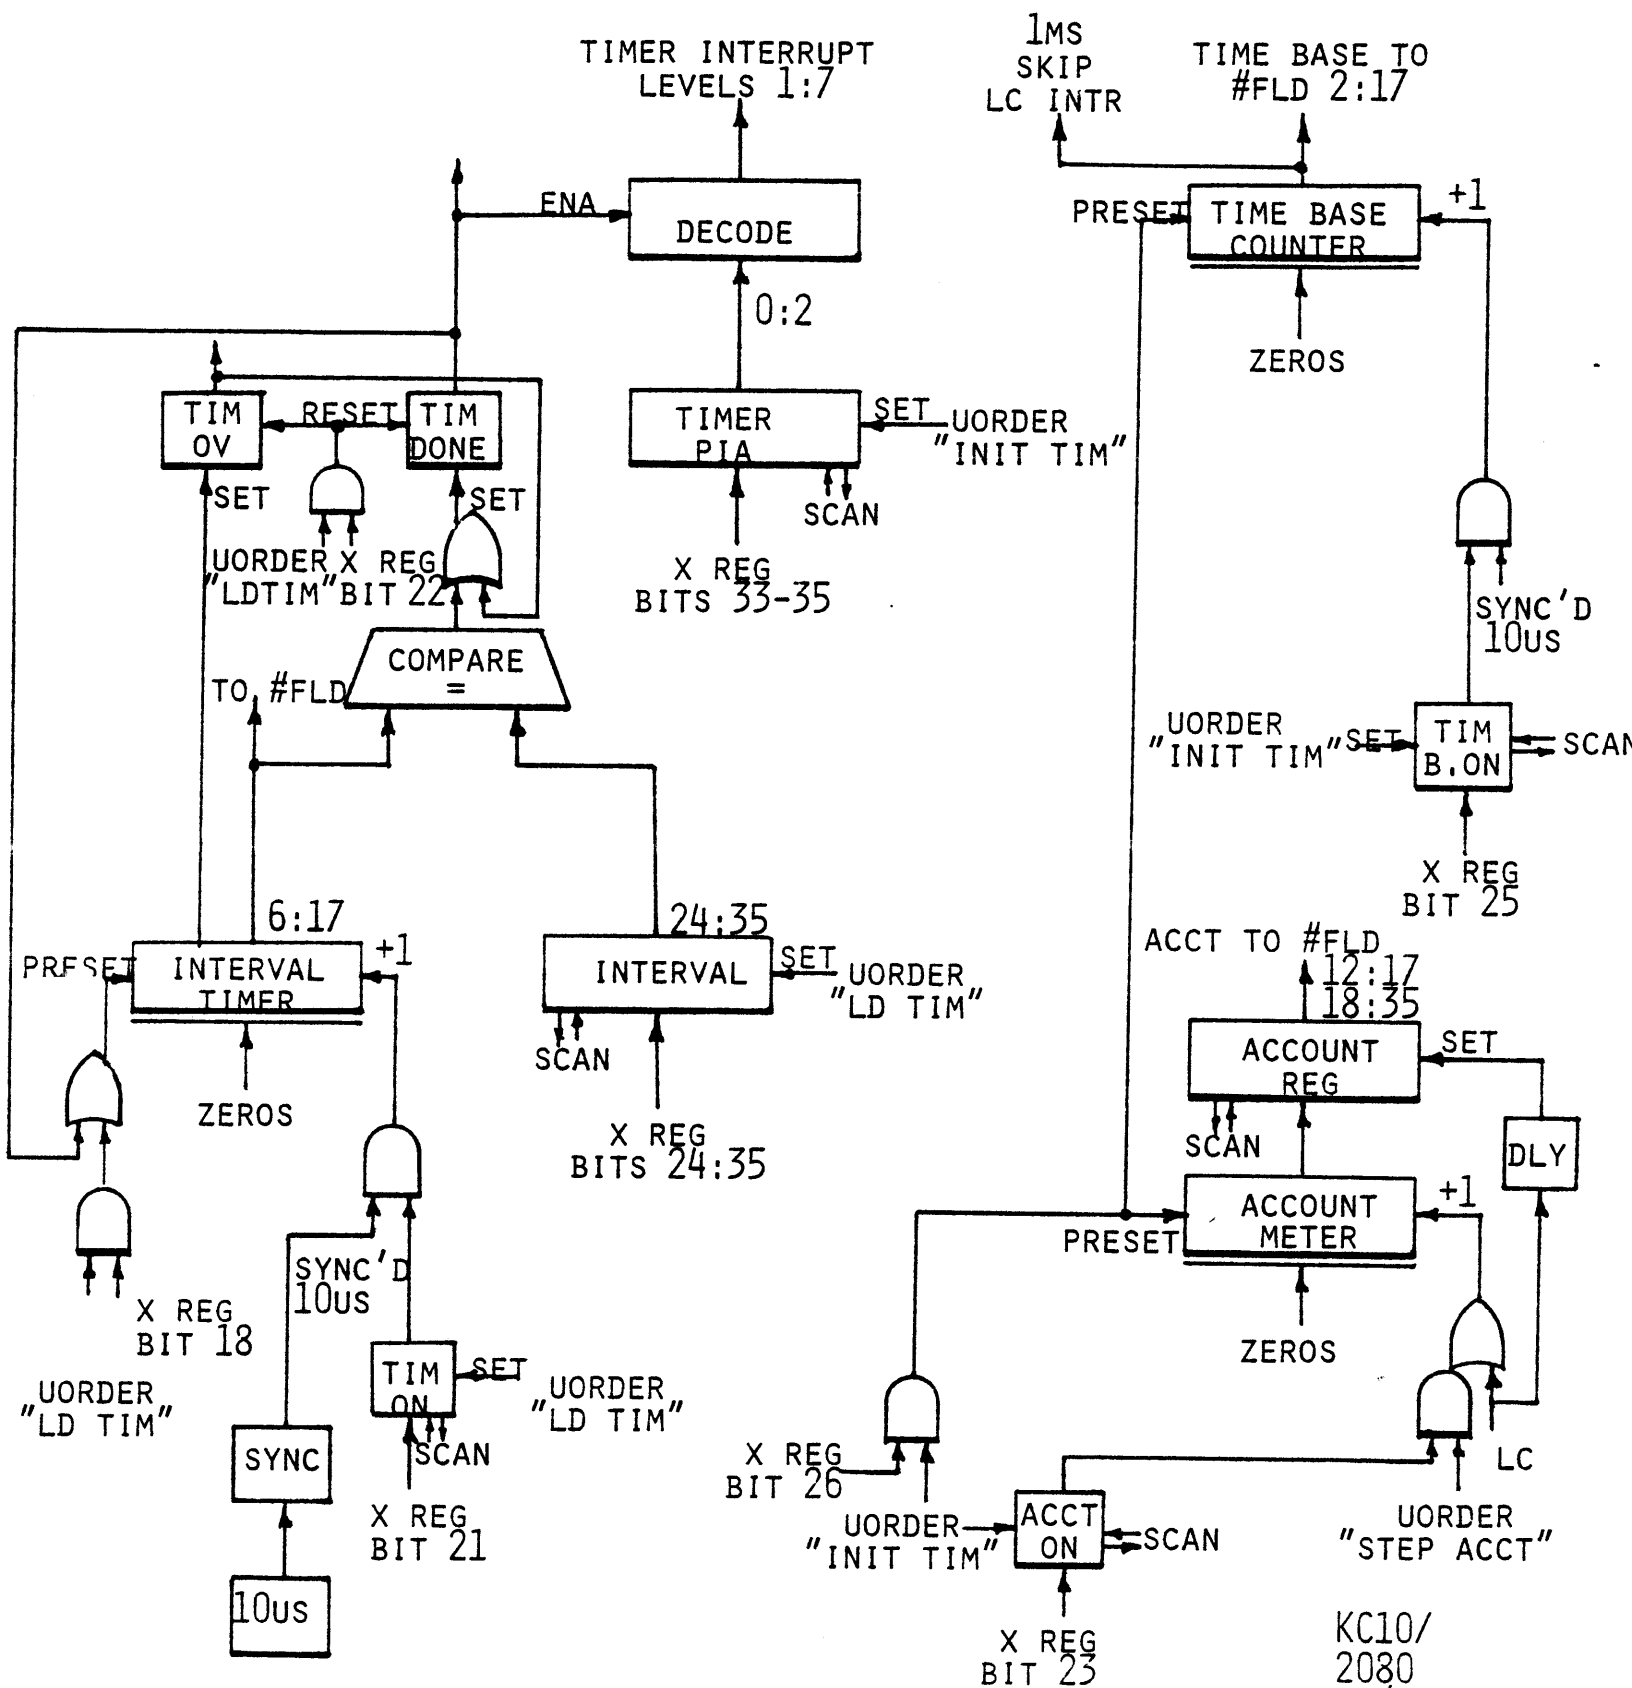 TIMER INTERRUPT
LEVELS 1:7
1MS
SKIP
LC INTR
TIME BASE TO
#FLD 2:17
ENA
DECODE
PRESET
TIME BASE
COUNTER
+1
0:2
ZEROS
TIM
OV
RESET
TIM
DONE
TIMER
PIA
SET
UORDER
"INIT TIM"
SET
SET
SCAN
UORDER
"LDTIM"
X REG
BIT 22
X REG
BITS 33-35
SYNC'D
10US
COMPARE
=
TO #FLD
UORDER
"INIT TIM"
SET
TIM
B.ON
SCAN
X REG
BIT 25
6:17
24:35
PRESET
INTERVAL
TIMER
+1
INTERVAL
SET
UORDER
"LD TIM"
ACCT TO #FLD
12:17
18:35
SCAN
ACCOUNT
REG
SET
ZEROS
X REG
BITS 24:35
SCAN
DLY
ACCOUNT
METER
+1
PRESET
SYNC'D
10US
X REG
BIT 18
ZEROS
UORDER
"LD TIM"
TIM
ON
SET
UORDER
"LD TIM"
SCAN
SYNC
X REG
BIT 26
LC
X REG
BIT 21
UORDER
"INIT TIM"
ACCT
ON
SCAN
UORDER
"STEP ACCT"
10US
X REG
BIT 23
KC10/
2080